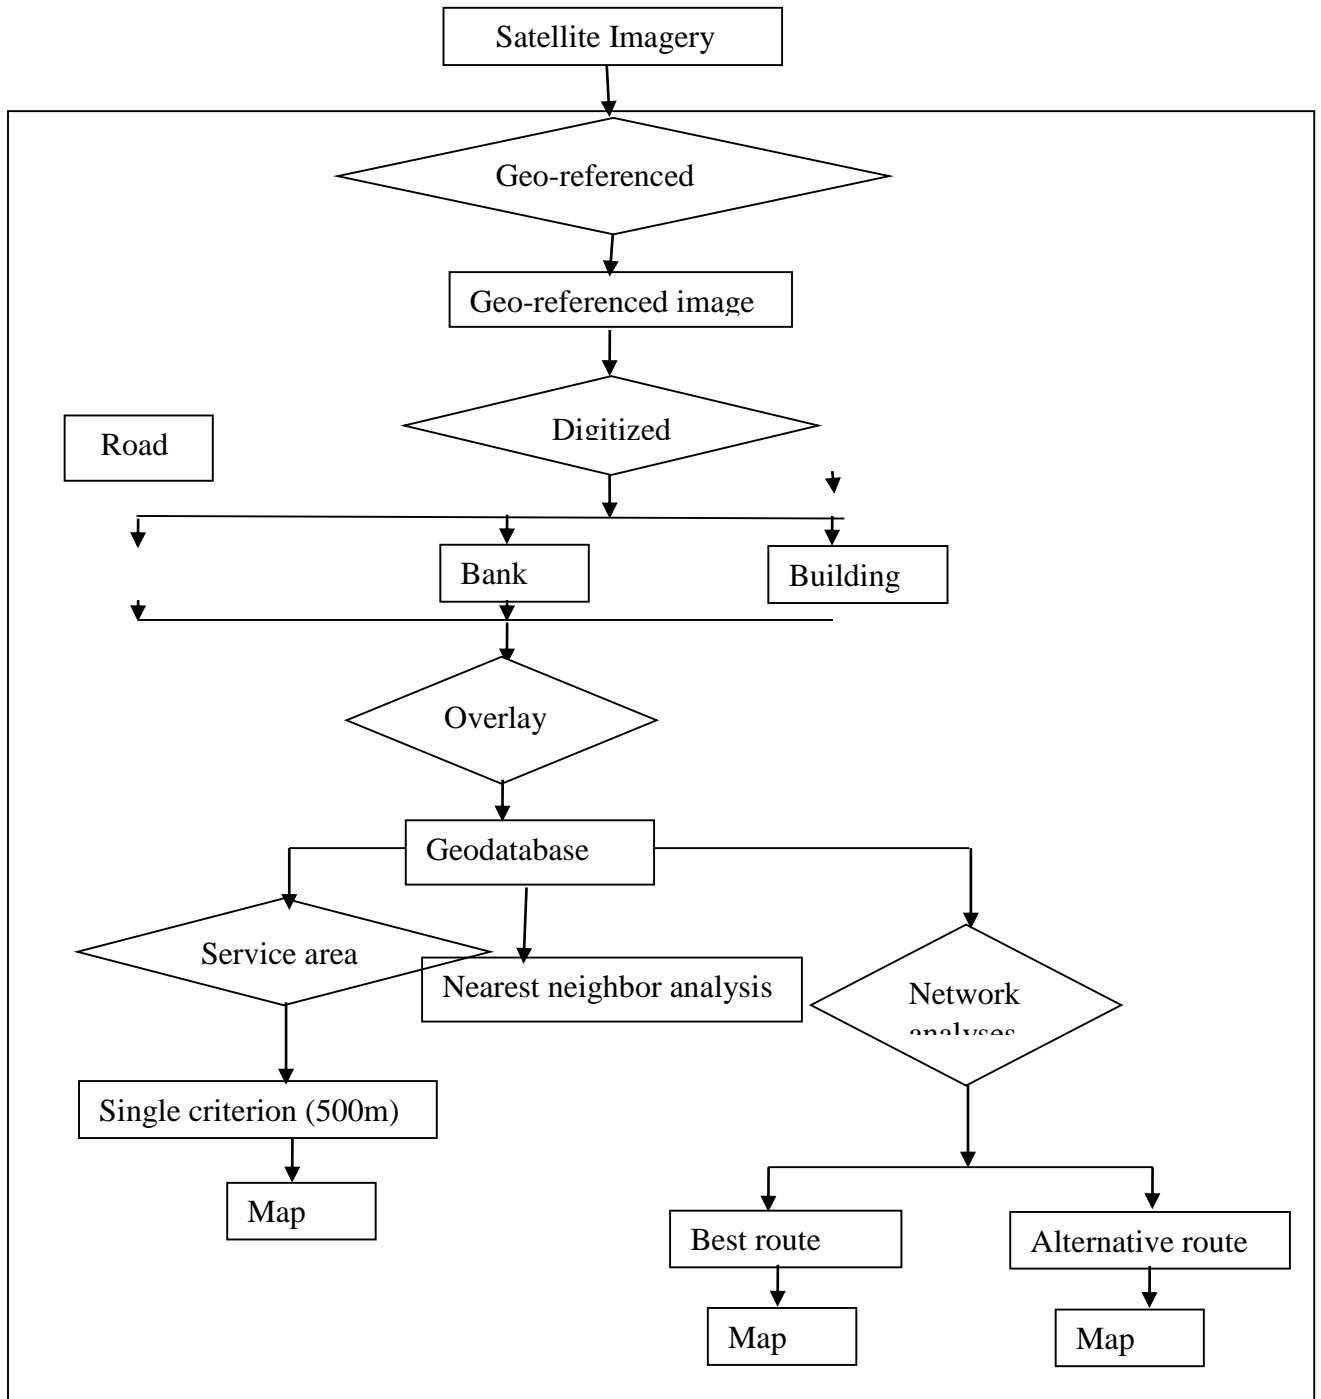 Satellite Imagery
Geo-referenced
Geo-referenced image
Digitized
Road
Bank
Building
Overlay
Geodatabase
Service area
Nearest neighbor analysis
Network
analyses
Single criterion (500m)
Map
Best route
Alternative route
Map
Map